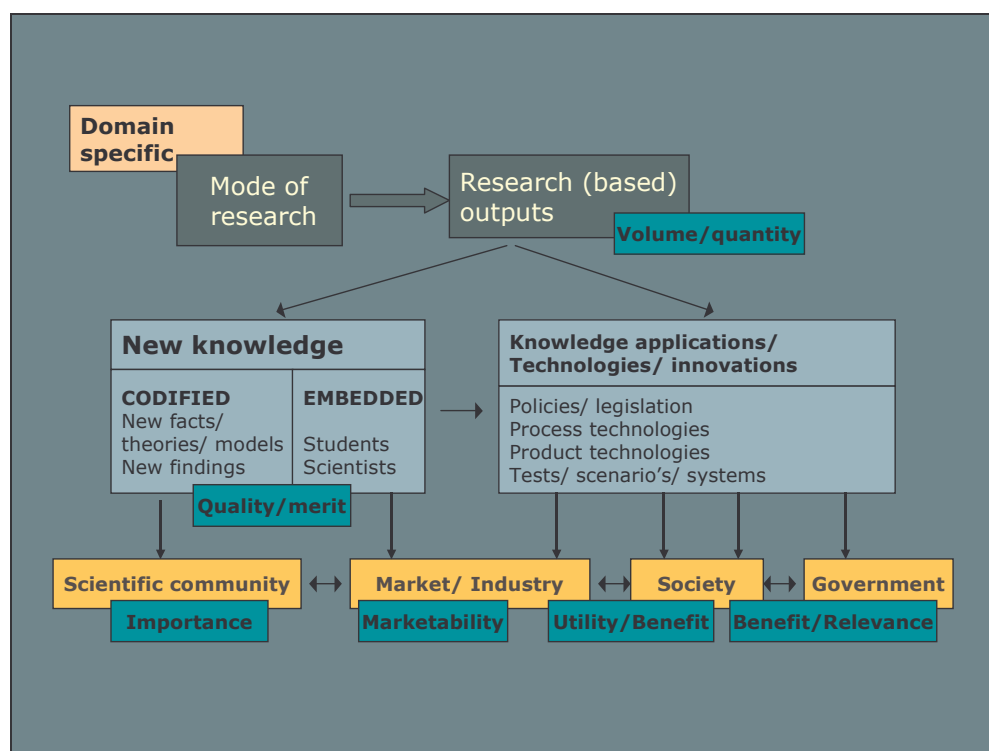 Domain
specific
Mode of
research
Research (based)
outputs
Volume/quantity
New knowledge
CODIFIED
New facts/
theories/ models
New findings
EMBEDDED
Students
Scientists
Quality/merit
Knowledge applications/
Technologies/ innovations
Policies/ legislation
Process technologies
Product technologies
Tests/ scenario's/ systems
Scientific community
Market/ Industry
Society
Government
Importance
Marketability
Utility/Benefit
Benefit/Relevance